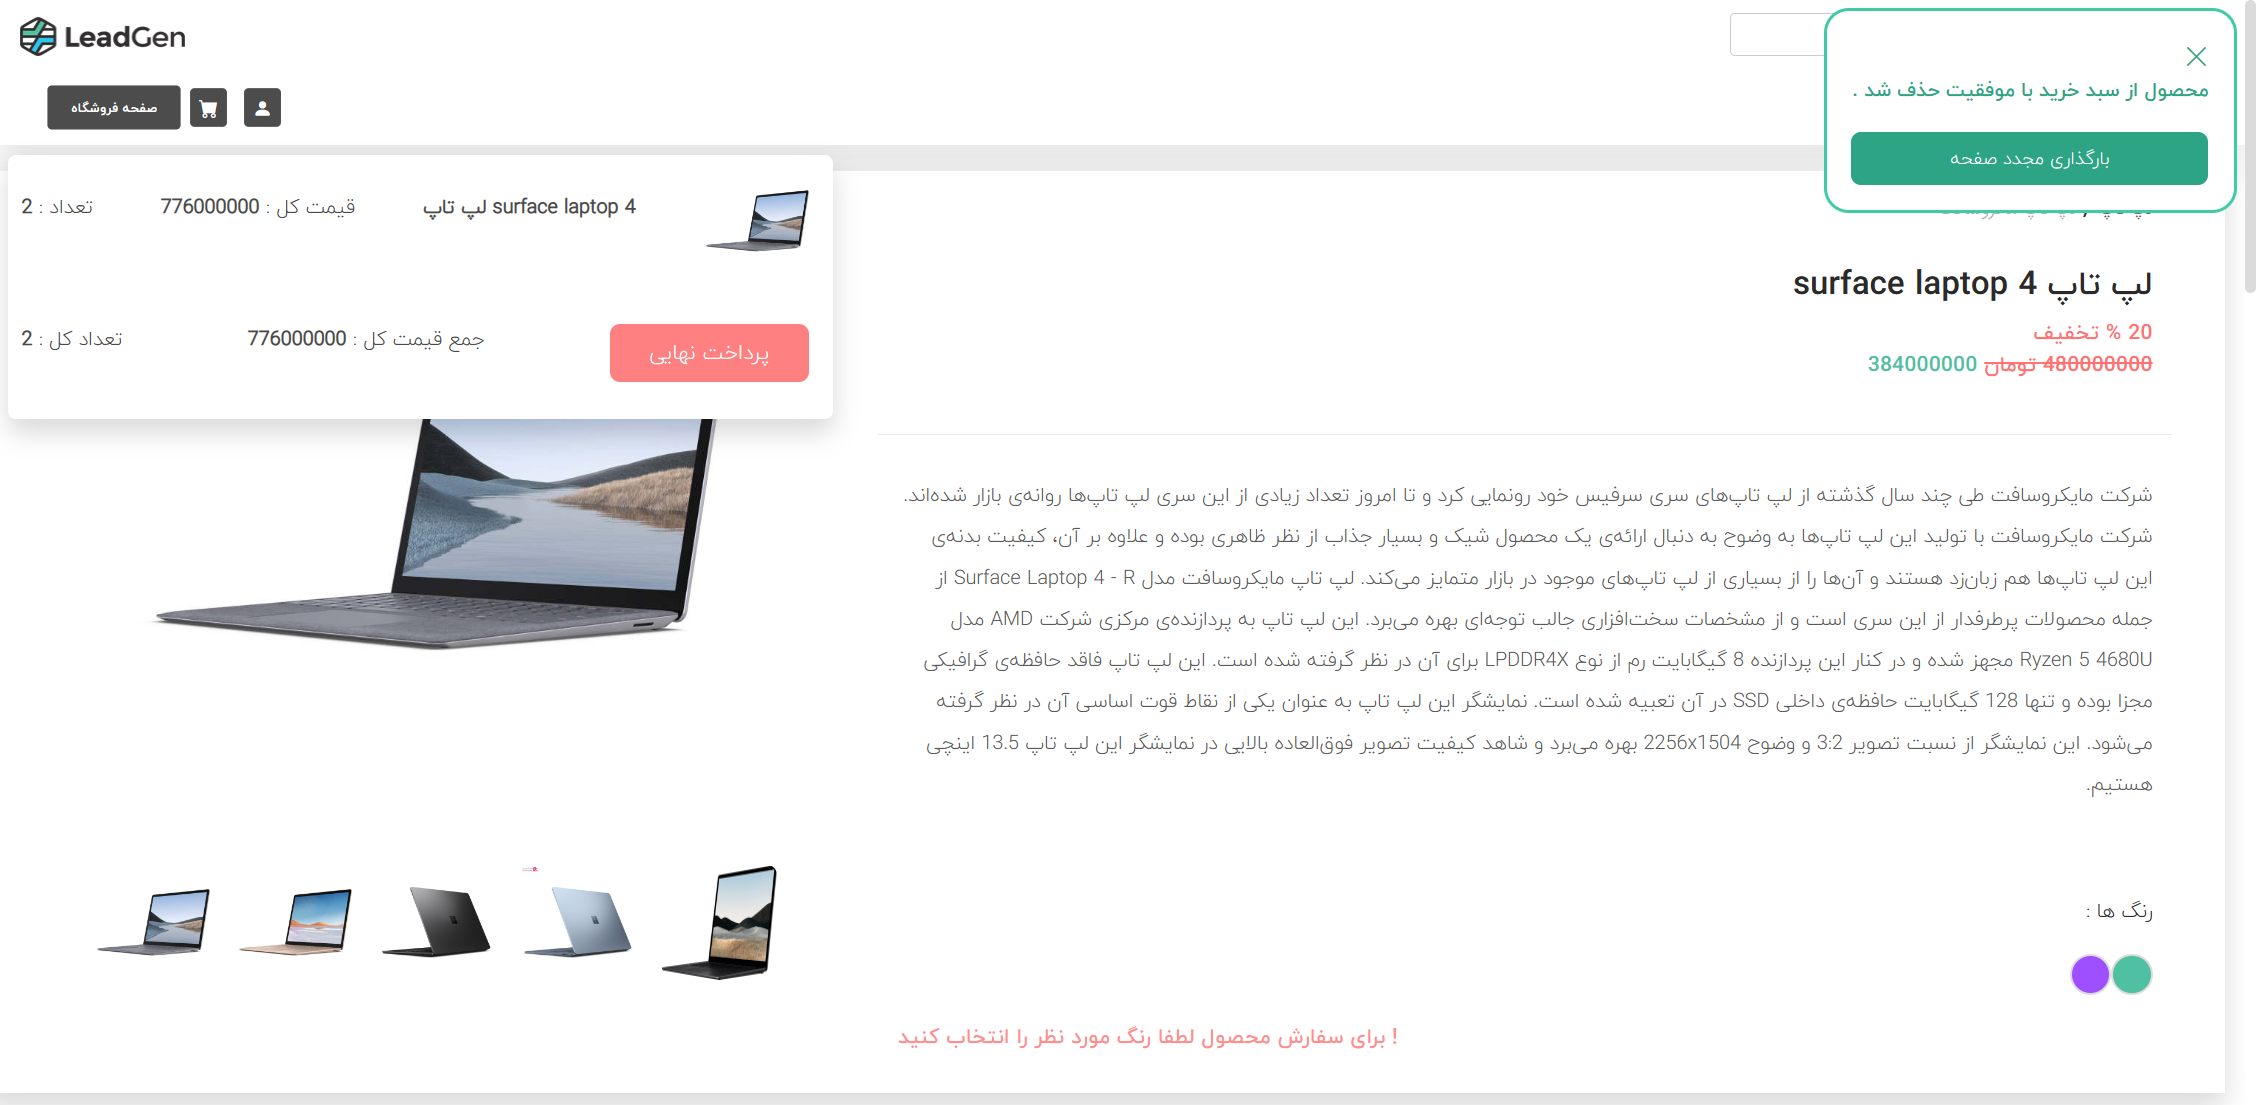 LeadGen
صفحه فروشگاه
محصول از سبد خرید با موفقیت حذف شد .
بارگذاری مجدد صفحه
لپ تاپ surface laptop 4
قیمت کل : 776000000
تعداد : 2
پرداخت نهایی
جمع قیمت کل : 776000000
تعداد کل : 2
لپ تاپ surface laptop 4
20 % تخفیف
480000000 تومان 384000000
شرکت مایکروسافت طی چند سال گذشته از لپ تاپ‌های سری سرفیس خود رونمایی کرد و تا امروز تعداد زیادی از این سری لپ تاپ‌ها روانه‌ی بازار شده‌اند.
شرکت مایکروسافت با تولید این لپ تاپ‌ها به وضوح به دنبال ارائه‌ی یک محصول شیک و بسیار جذاب از نظر ظاهری بوده و علاوه بر آن، کیفیت بدنه‌ی
این لپ تاپ‌ها هم زبان‌زد هستند و آن‌ها را از بسیاری از لپ تاپ‌های موجود در بازار متمایز می‌کند. لپ تاپ مایکروسافت مدل Surface Laptop 4 - R از
جمله محصولات پرطرفدار از این سری است و از مشخصات سخت‌افزاری جالب توجه‌ای بهره می‌برد. این لپ تاپ به پردازنده‌ی مرکزی شرکت AMD مدل
Ryzen 5 4680U مجهز شده و در کنار این پردازنده 8 گیگابایت رم از نوع LPDDR4X برای آن در نظر گرفته شده است. این لپ تاپ فاقد حافظه‌ی گرافیکی
مجزا بوده و تنها 128 گیگابایت حافظه‌ی داخلی SSD در آن تعبیه شده است. نمایشگر این لپ تاپ به عنوان یکی از نقاط قوت اساسی آن در نظر گرفته
می‌شود. این نمایشگر از نسبت تصویر 3:2 و وضوح 2256x1504 بهره می‌برد و شاهد کیفیت تصویر فوق‌العاده بالایی در نمایشگر این لپ تاپ 13.5 اینچی
هستیم.
رنگ ها :
برای سفارش محصول لطفا رنگ مورد نظر را انتخاب کنید !